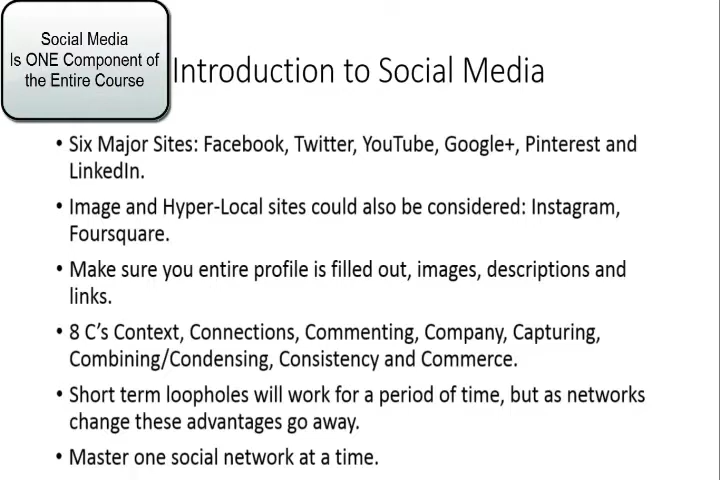 Social Media
Is ONE Component of
the Entire Course
Introduction to Social Media
• Six Major Sites: Facebook, Twitter, YouTube, Google+, Pinterest and
LinkedIn.
• Image and Hyper-Local sites could also be considered: Instagram,
Foursquare.
• Make sure you entire profile is filled out, images, descriptions and
links.
• 8 C's Context, Connections, Commenting, Company, Capturing,
Combining/Condensing, Consistency and Commerce.
• Short term loopholes will work for a period of time, but as networks
change these advantages go away.
• Master one social network at a time.